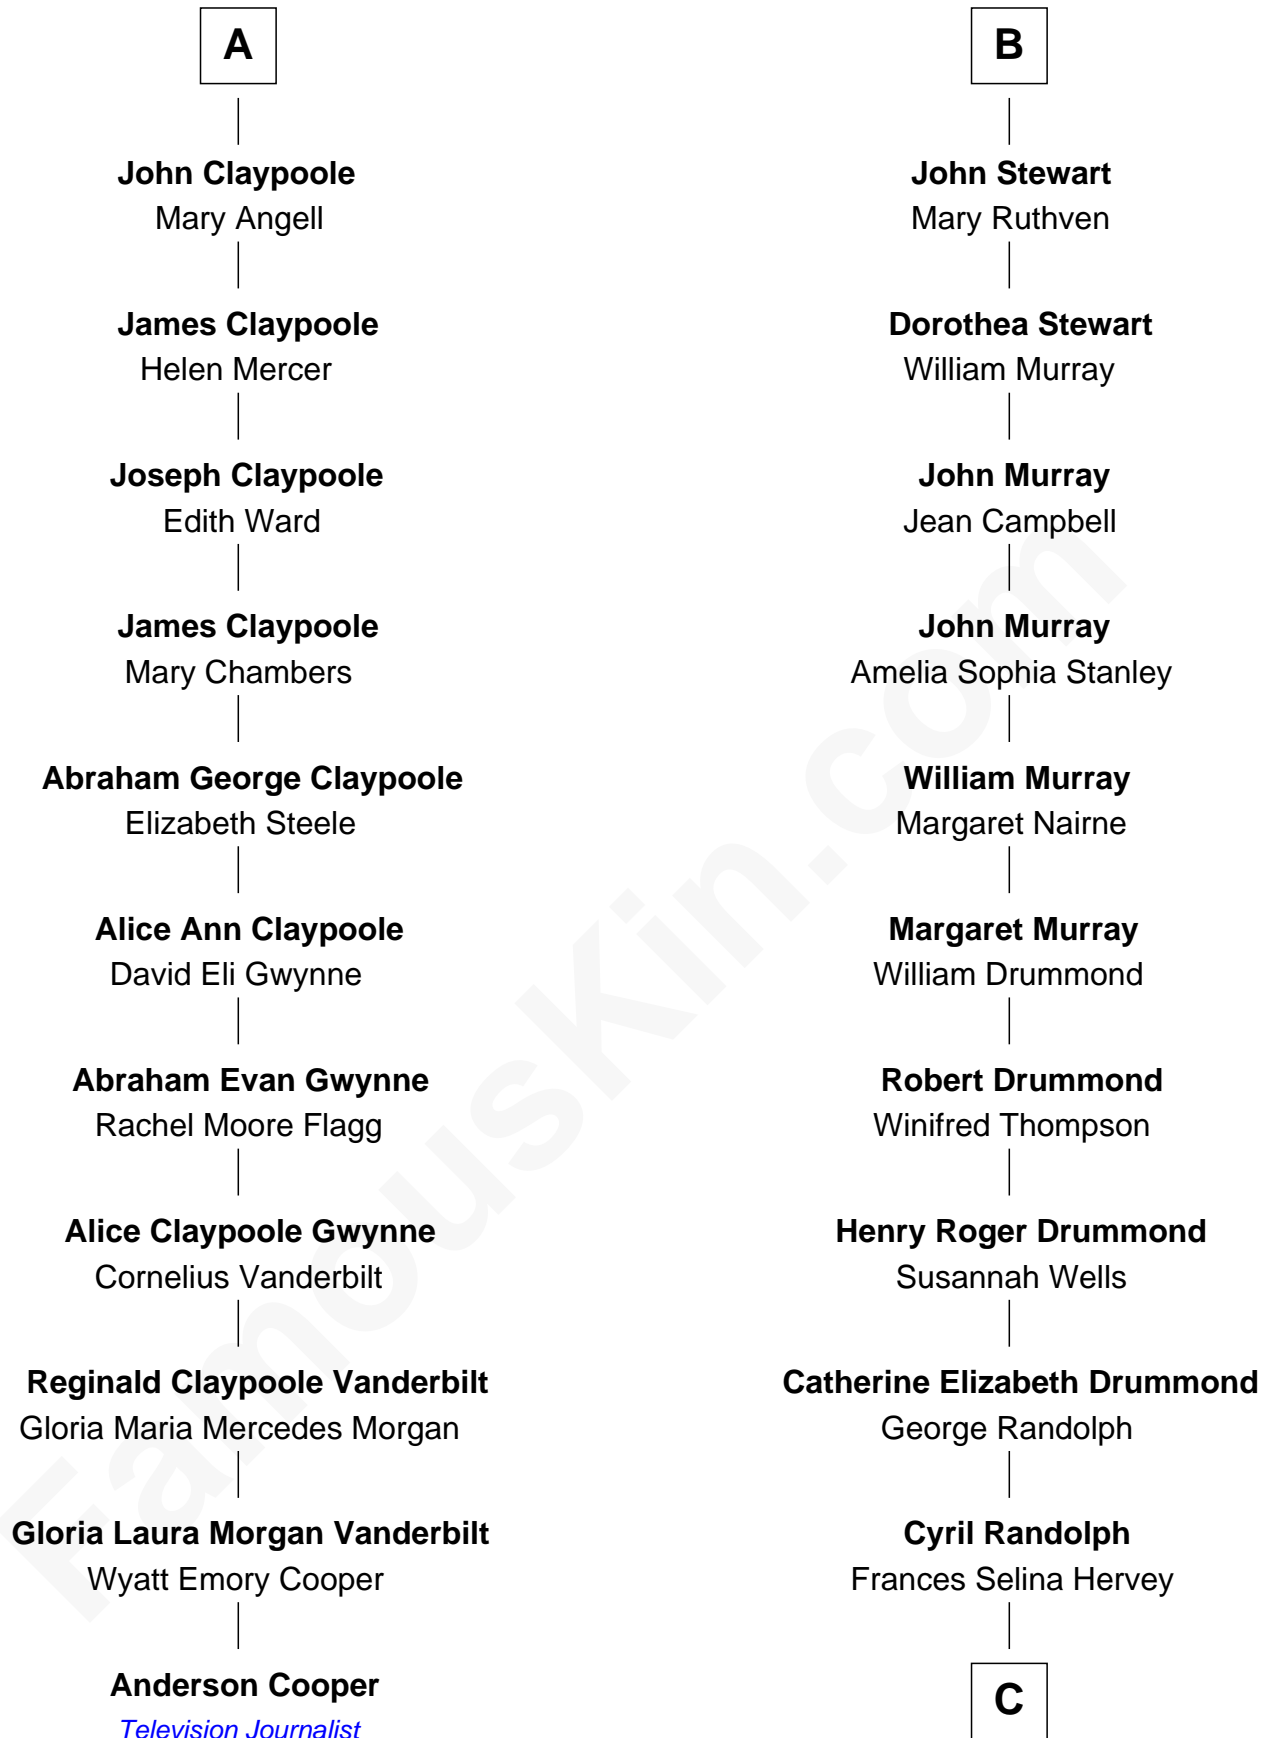 A
John Claypoole
Mary Angell
James Claypoole
Helen Mercer
Joseph Claypoole
Edith Ward
James Claypoole
Mary Chambers
Abraham George Claypoole
Elizabeth Steele
Alice Ann Claypoole
David Eli Gwynne
Abraham Evan Gwynne
Rachel Moore Flagg
Alice Claypoole Gwynne
Cornelius Vanderbilt
Reginald Claypoole Vanderbilt
Gloria Maria Mercedes Morgan
Gloria Laura Morgan Vanderbilt
Wyatt Emory Cooper
Anderson Cooper
Television Journalist
B
John Stewart
Mary Ruthven
Dorothea Stewart
William Murray
John Murray
Jean Campbell
John Murray
Amelia Sophia Stanley
William Murray
Margaret Nairne
Margaret Murray
William Drummond
Robert Drummond
Winifred Thompson
Henry Roger Drummond
Susannah Wells
Catherine Elizabeth Drummond
George Randolph
Cyril Randolph
Frances Selina Hervey
C
FamousKin.com